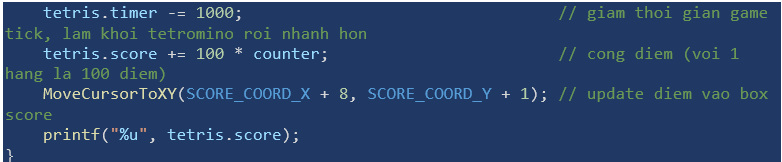 tetris.timer -= 1000;                                // giam thoi gian game
tick, lam khoi tetromino roi nhanh hon
    tetris.score += 100 * counter;                       // cong diem (voi 1
hang la 100 diem)
    MoveCursorToXY(SCORE_COORD_X + 8, SCORE_COORD_Y + 1); // update diem vao box
score
    printf("%u", tetris.score);
}